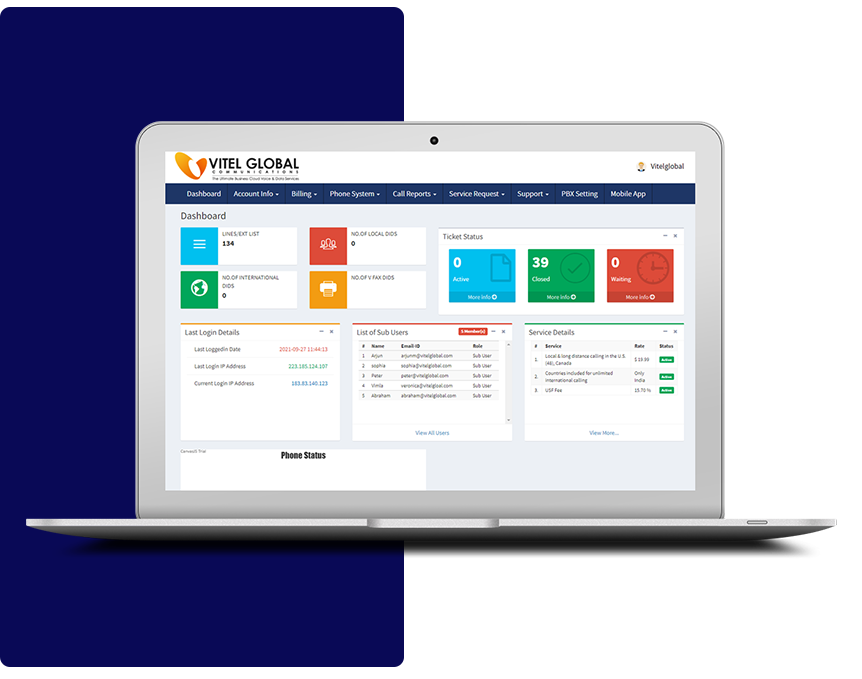 VITEL GLOBAL
COMMUNICATIONS
The Ultimate Business Cloud Voice & Data Services
Vitelglobal
Dashboard Account Info Billing Phone System Call Reports Service Request Support PBX Setting Mobile App
Dashboard
LINES/EXT LIST
134
NO.OF LOCAL DIDS
0
NO.OF INTERNATIONAL
DIDS
0
NO.OF V FAX DIDS
Ticket Status
0
Active
More Info
39
Closed
More Info
0
Waiting
More Info
Last Login Details
Last LoggedIn Date 2021-09-27 11:44:13
Last Login IP Address 223.185.124.107
Current Login IP Address 183.83.140.123
List of Sub Users 5 Member(s)
# Name Email-ID Role
1 Arjun arjunm@vitelglobal.com Sub User
2 sophia sophia@vitelglobal.com Sub User
3 Peter peter@vitelglobal.com Sub User
4 Vimla veronica@vitelglobal.com Sub User
5 Abraham abraham@vitelglobal.com Sub User
View All Users
Service Details
# Service Rate Status
1. Local & long distance calling in the U.S. (48), Canada $ 19.99 Active
2. Countries included for unlimited international calling Only India Active
3. USF Fee 15.70 % Active
View More...
CanvasJS Trial
Phone Status